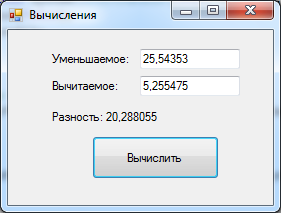 Вычисления
Уменьшаемое: 25,54353
Вычитаемое: 5,255475
Разность: 20,288055
Вычислить